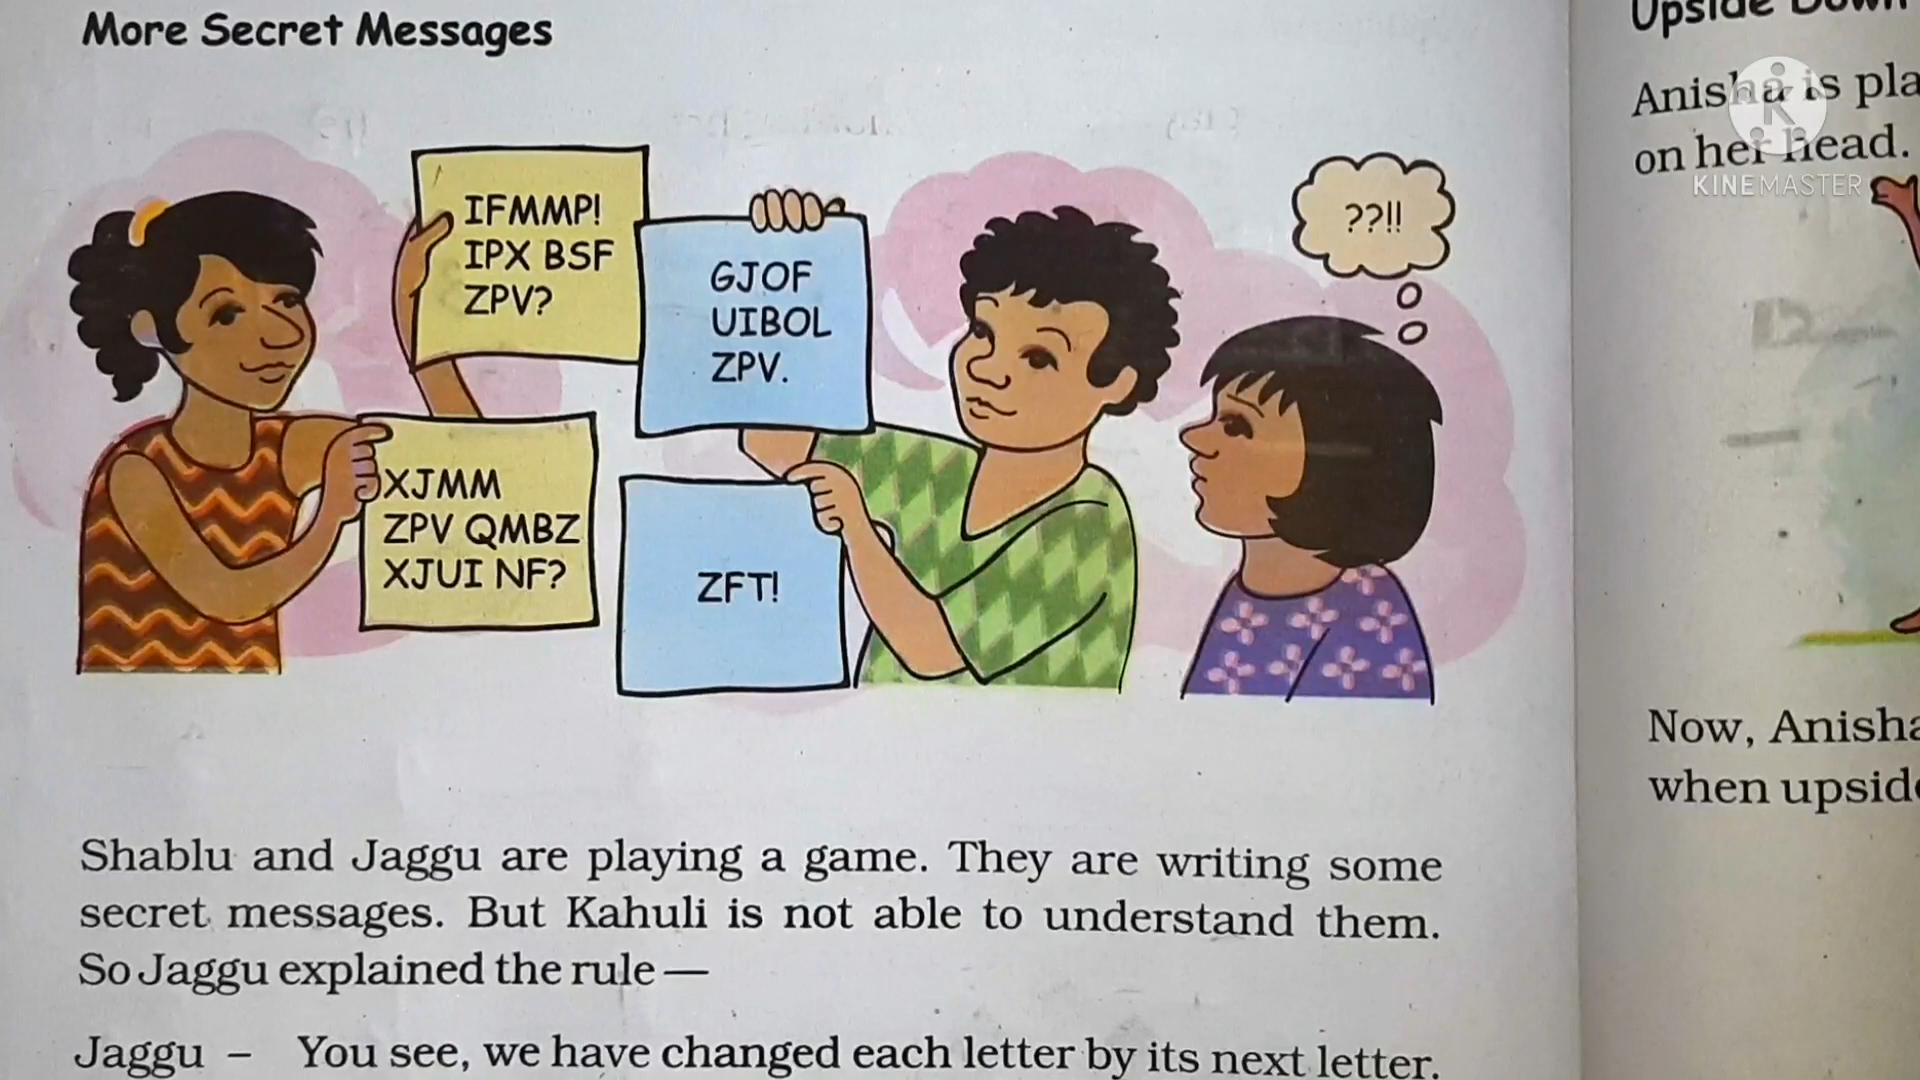 More Secret Messages
IFMMP!
IPX BSF
ZPV?
GJOF
UIBOL
ZPV.
??!!
XJMM
ZPV QMBZ
XJUI NF?
ZFT!
Shablu and Jaggu are playing a game. They are writing some
secret messages. But Kahuli is not able to understand them.
So Jaggu explained the rule —
Jaggu – You see, we have changed each letter by its next letter.
Upside Down
Anisha is pla
on her head.
KINEMASTER
Now, Anisha
when upside